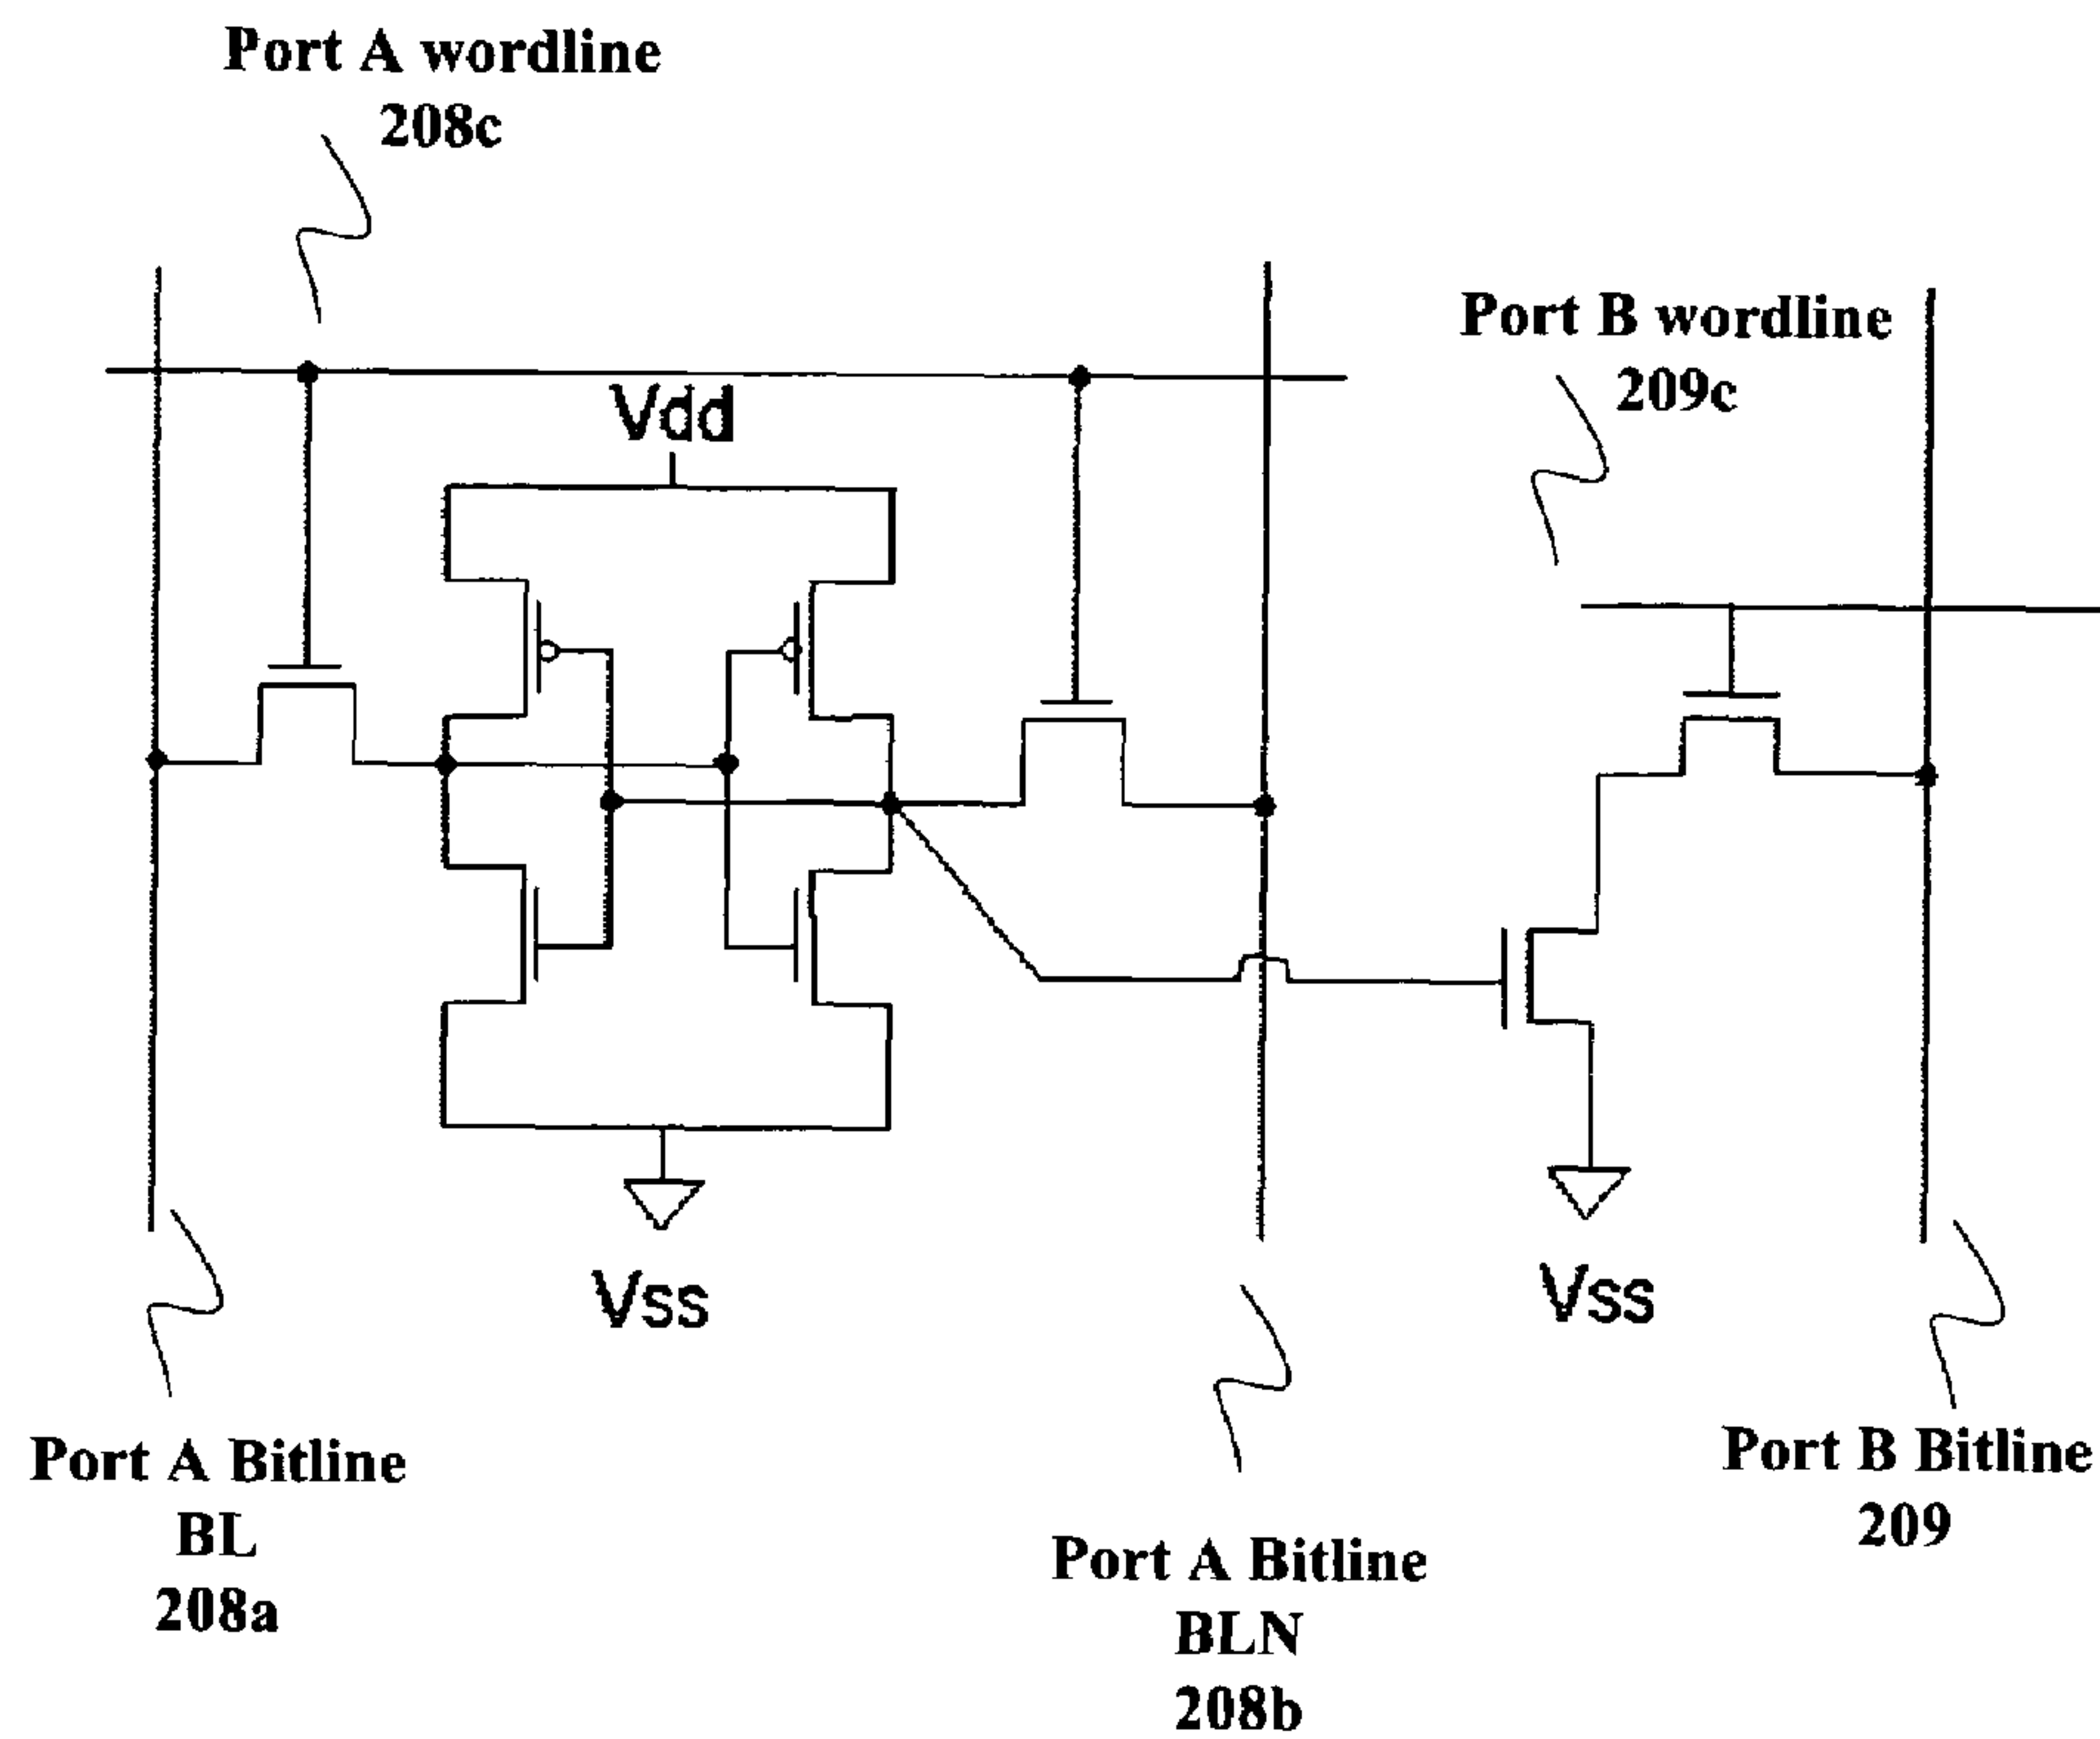 Port A wordline
208c
Port B wordline
209c
Vdd
Vss
Vss
Port A Bitline
BL
208a
Port A Bitline
BLN
208b
Port B Bitline
209